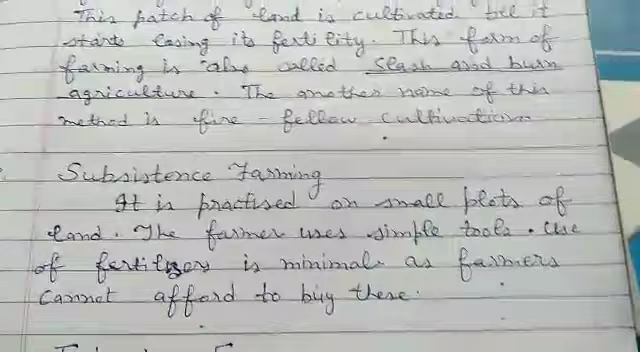 This patch of land is cultivated till it
starts losing its fertility. This form of
farming is also called Slash and burn
agriculture. The another name of this
method is fire-fellow cultivation
Subsistence Farming
It is practised on small plots of
land. The farmer uses simple tools. Use
of fertilizers is minimal as farmers
cannot afford to buy these.